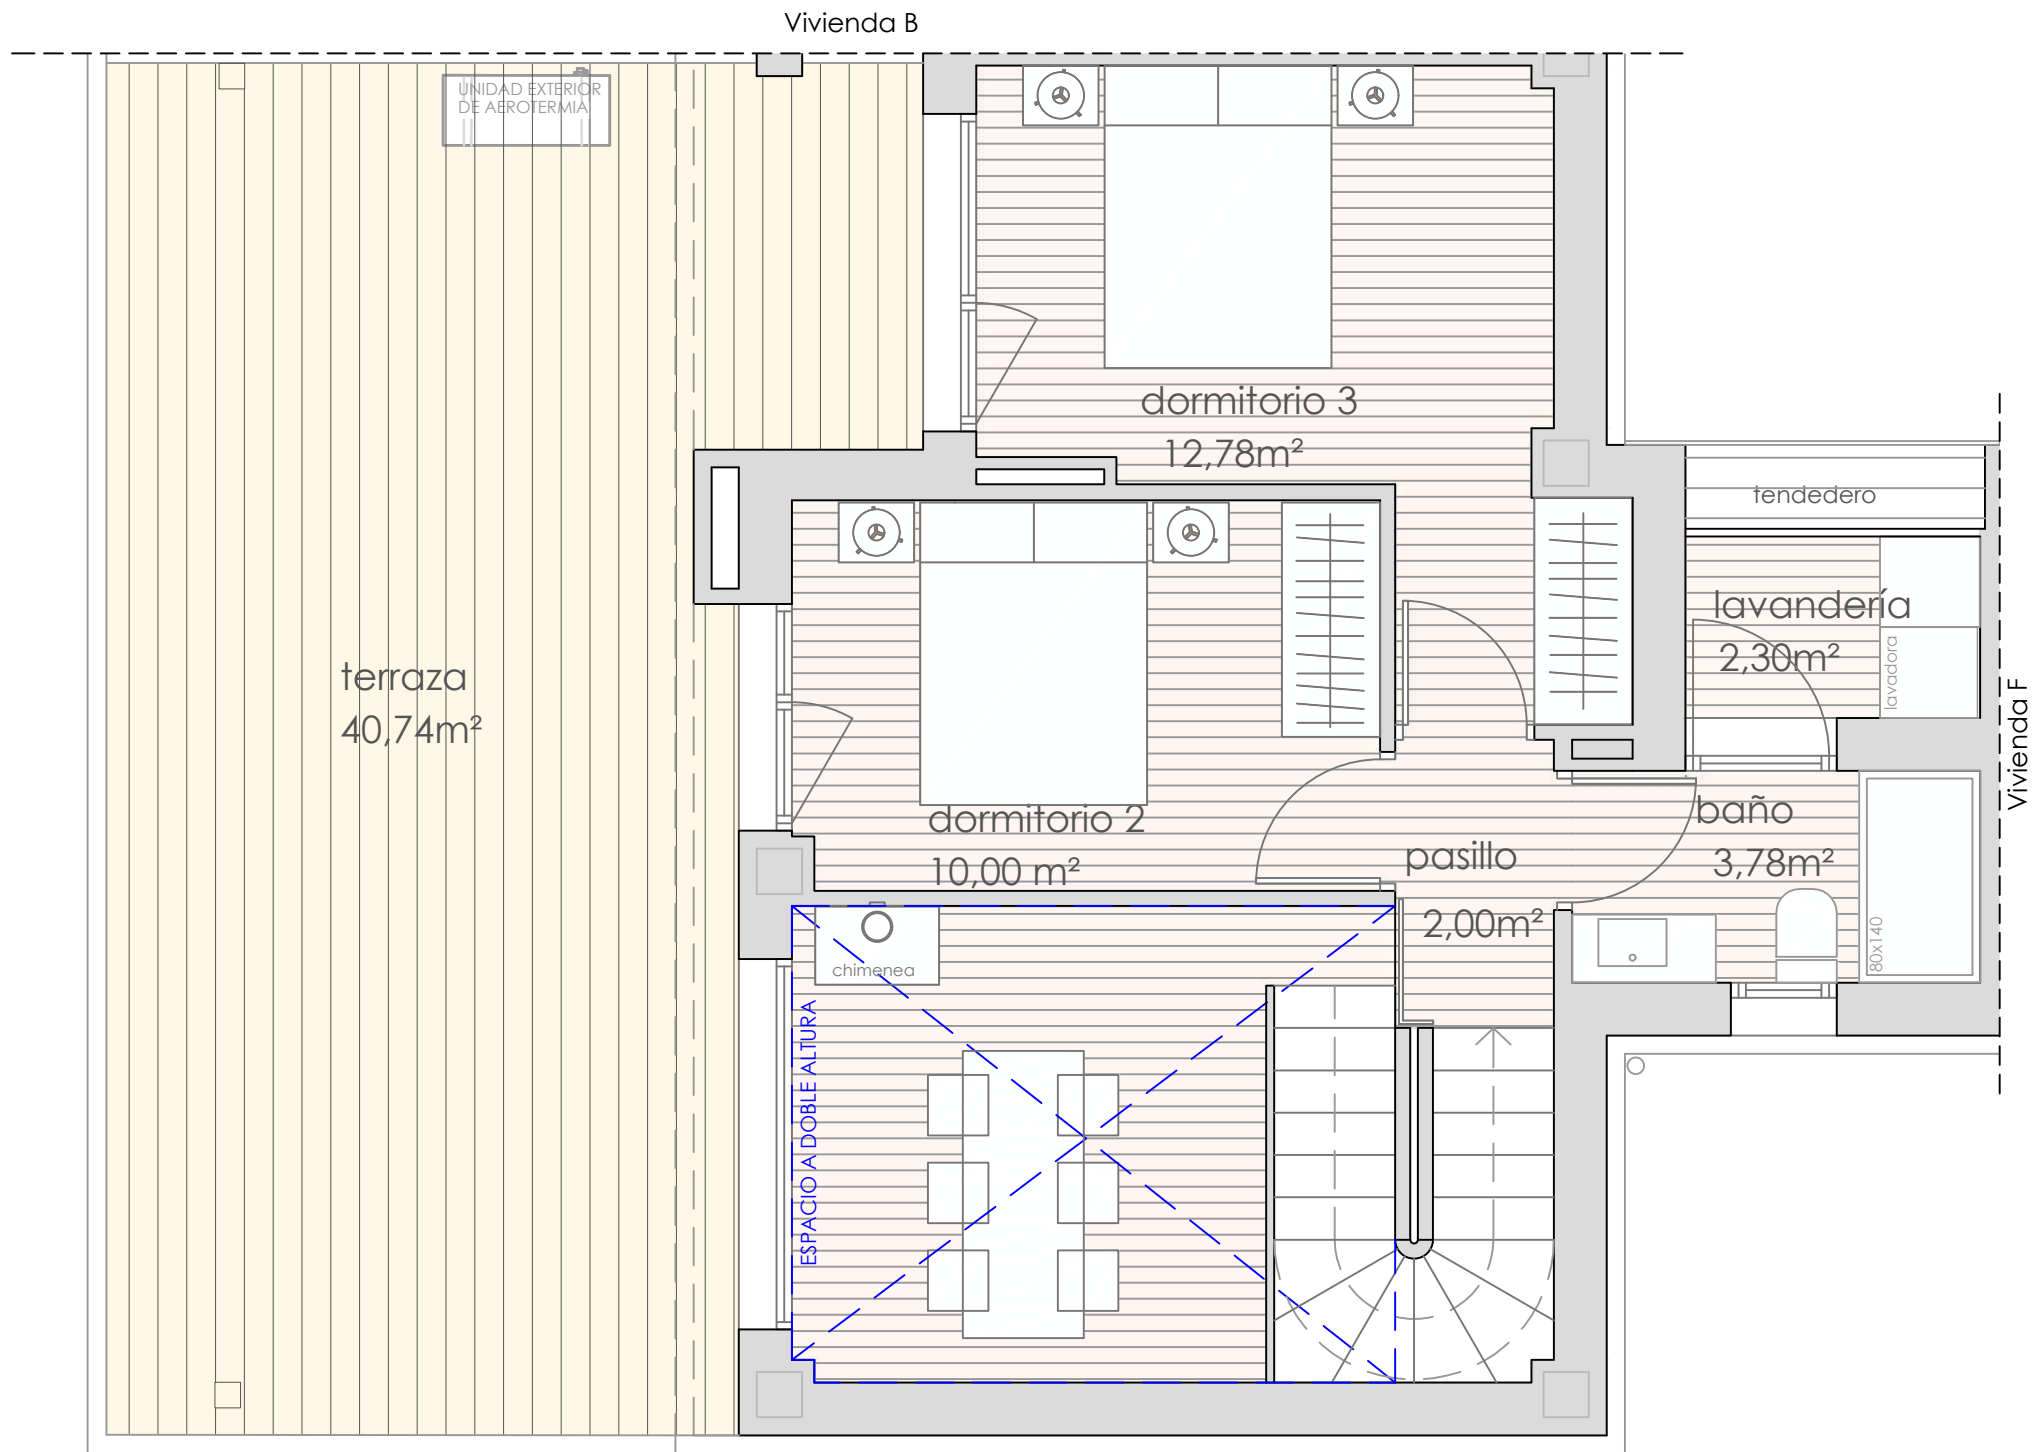 Vivienda B
UNIDAD EXTERIOR
DE AEROTERMIA
dormitorio 3
12,78m²
tendedero
lavandería
2,30m²
lavadora
terraza
40,74m²
Vivienda F
dormitorio 2
10,00 m²
baño
3,78m²
pasillo
2,00m²
80x140
chimenea
ESPACIO A DOBLE ALTURA